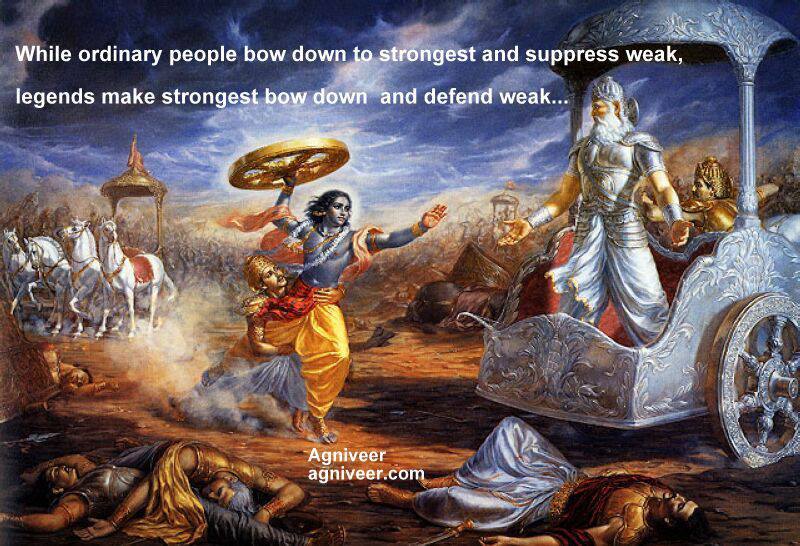 While ordinary people bow down to strongest and suppress weak,
legends make strongest bow down and defend weak...
Agniveer
agniveer.com